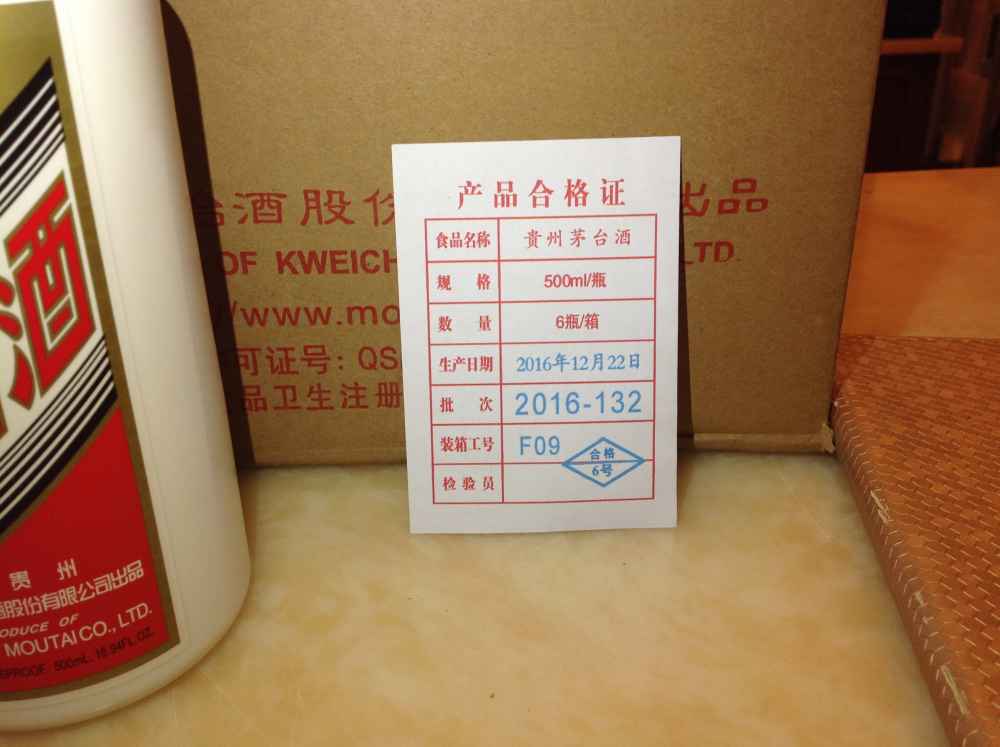 产品合格证
食品名称 贵州茅台酒
规 格 500ml/瓶
数 量 6瓶/箱
生产日期 2016年12月22日
批 次 2016-132
装箱工号 F09
检验员 合格
6号
酒股份 出品
OF KWEICH LTD.
/www.mo
可证号: QS
品卫生注册
酒
贵 州
股份有限公司出品
ODUCE OF
MOUTAI CO., LTD.
PROOF 500mL. 16.94FL.OZ.